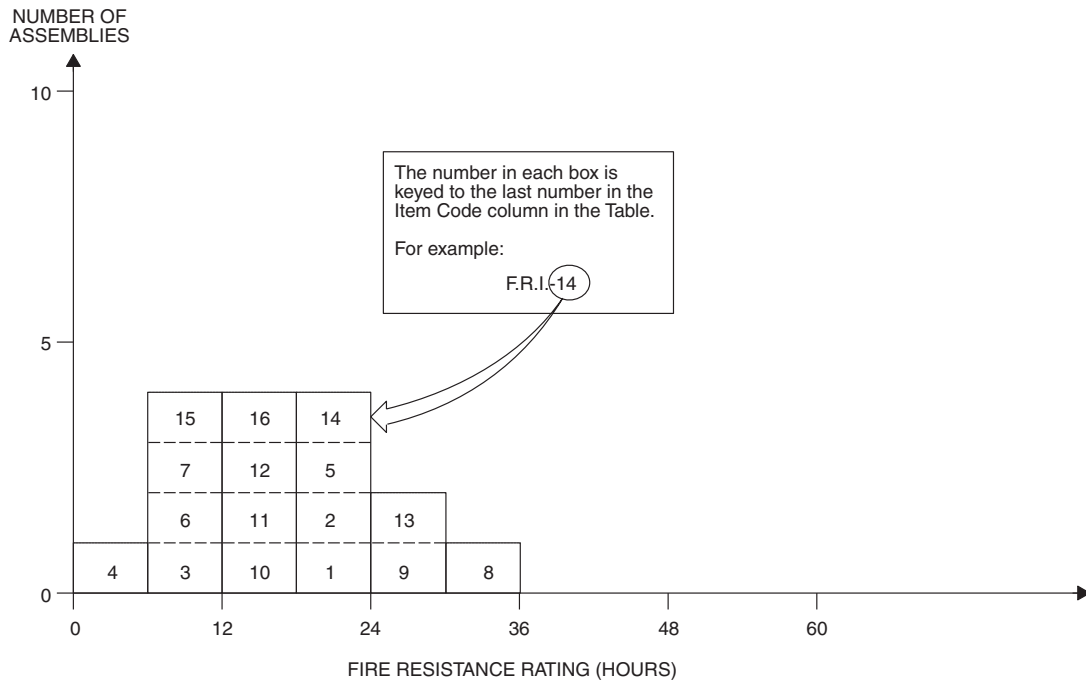 NUMBER OF
ASSEMBLIES
10
The number in each box is
keyed to the last number in the
Item Code column in the Table.
For example:
F.R.I.-14
5
15 16 14
7 12 5
6 11 2 13
4 3 10 1 9 8
0
0 12 24 36 48 60
FIRE RESISTANCE RATING (HOURS)